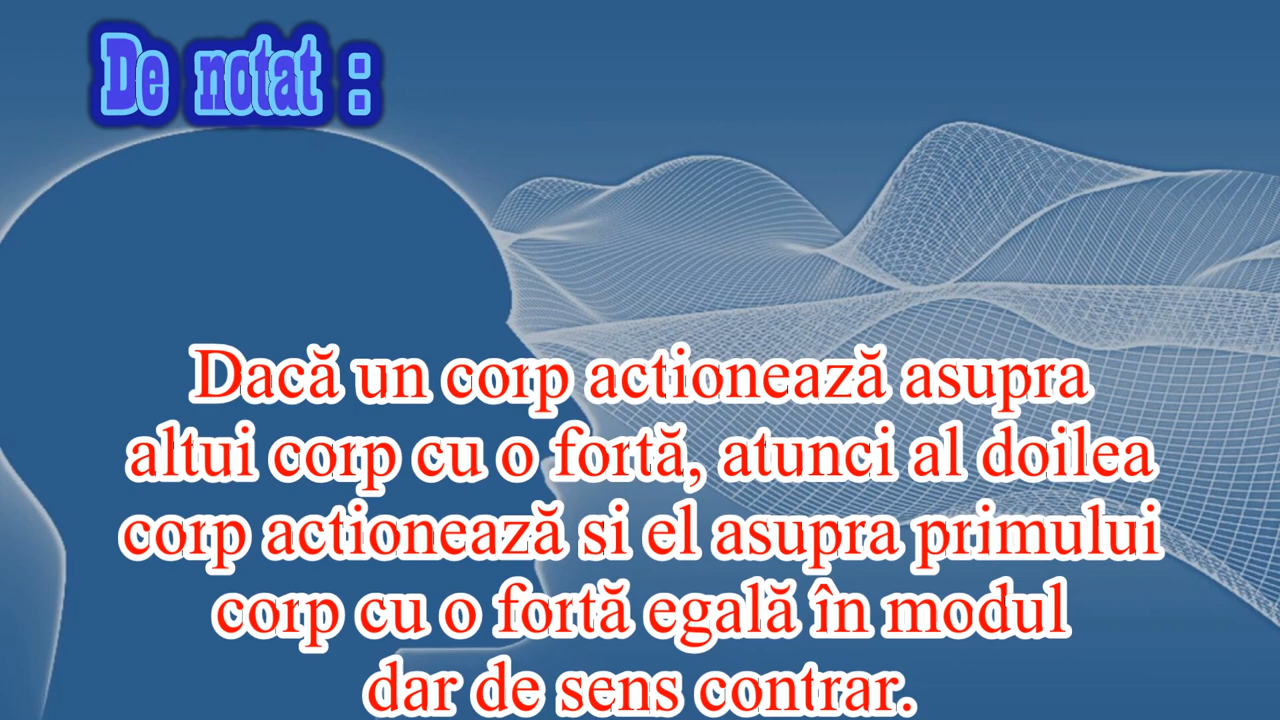 De notat :
Dacă un corp actionează asupra
altui corp cu o fortă, atunci al doilea
corp actionează si el asupra primului
corp cu o fortă egală în modul
dar de sens contrar.